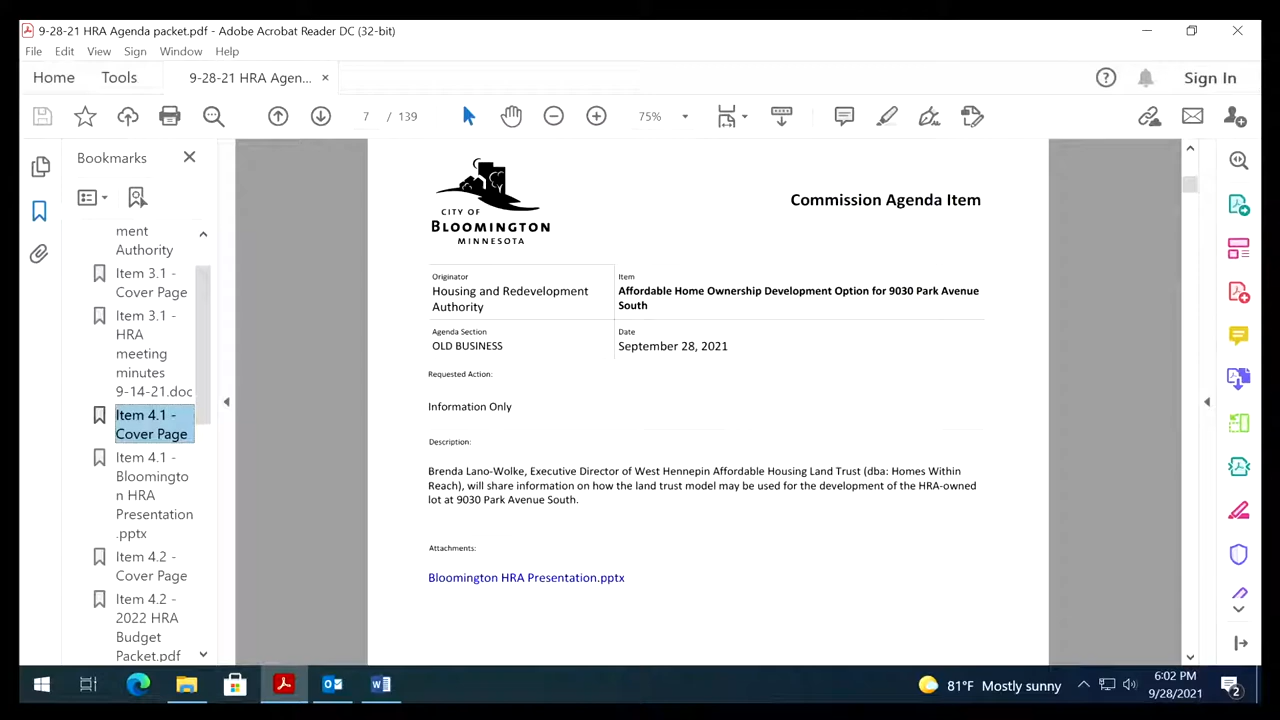 9-28-21 HRA Agenda packet.pdf - Adobe Acrobat Reader DC (32-bit)
File Edit View Sign Window Help
Home Tools 9-28-21 HRA Agen... × Sign In
7 / 139 75%
Bookmarks
ment
Authority
Item 3.1 -
Cover Page
Item 3.1 -
HRA
meeting
minutes
9-14-21.doc
Item 4.1 -
Cover Page
Item 4.1 -
Bloomingto
n HRA
Presentation
.pptx
Item 4.2 -
Cover Page
Item 4.2 -
2022 HRA
Budget
Packet.pdf
CITY OF
BLOOMINGTON
MINNESOTA
Commission Agenda Item
Originator
Housing and Redevelopment
Authority
Item
Affordable Home Ownership Development Option for 9030 Park Avenue
South
Agenda Section
OLD BUSINESS
Date
September 28, 2021
Requested Action:
Information Only
Description:
Brenda Lano-Wolke, Executive Director of West Hennepin Affordable Housing Land Trust (dba: Homes Within
Reach), will share information on how the land trust model may be used for the development of the HRA-owned
lot at 9030 Park Avenue South.
Attachments:
Bloomington HRA Presentation.pptx
81°F Mostly sunny
6:02 PM
9/28/2021
2